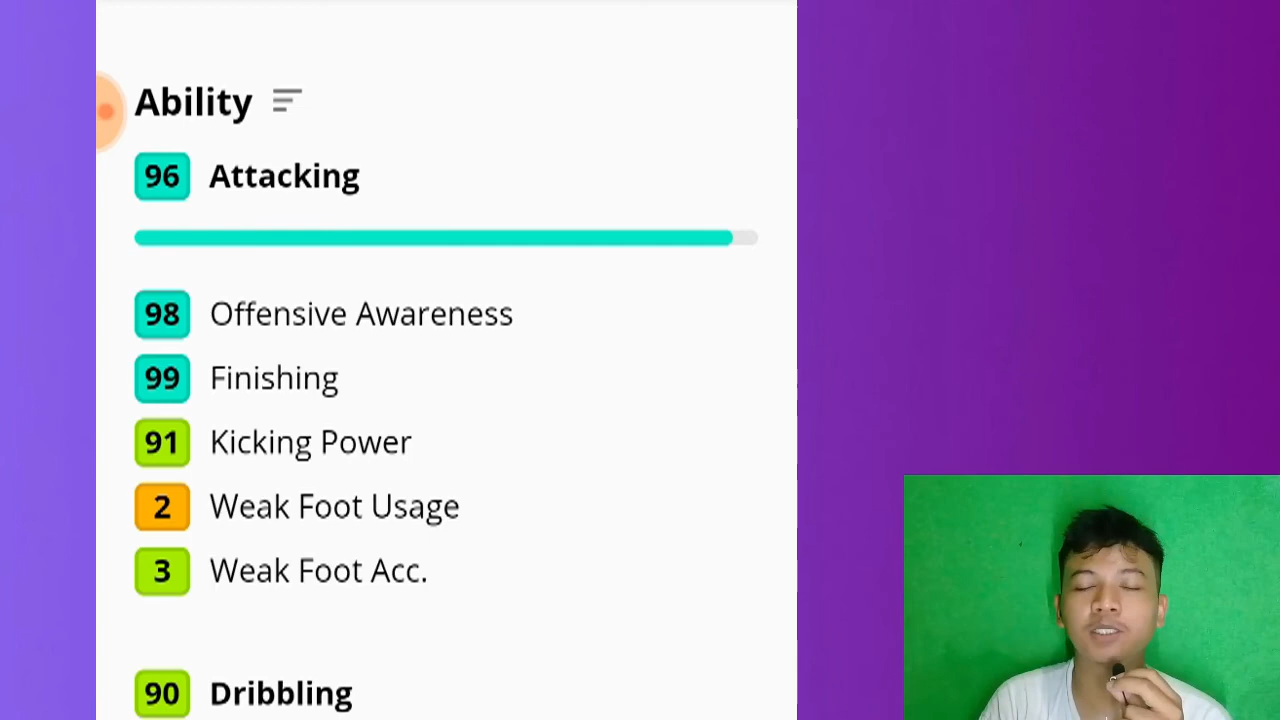 Ability
96 Attacking
98 Offensive Awareness
99 Finishing
91 Kicking Power
2 Weak Foot Usage
3 Weak Foot Acc.
90 Dribbling